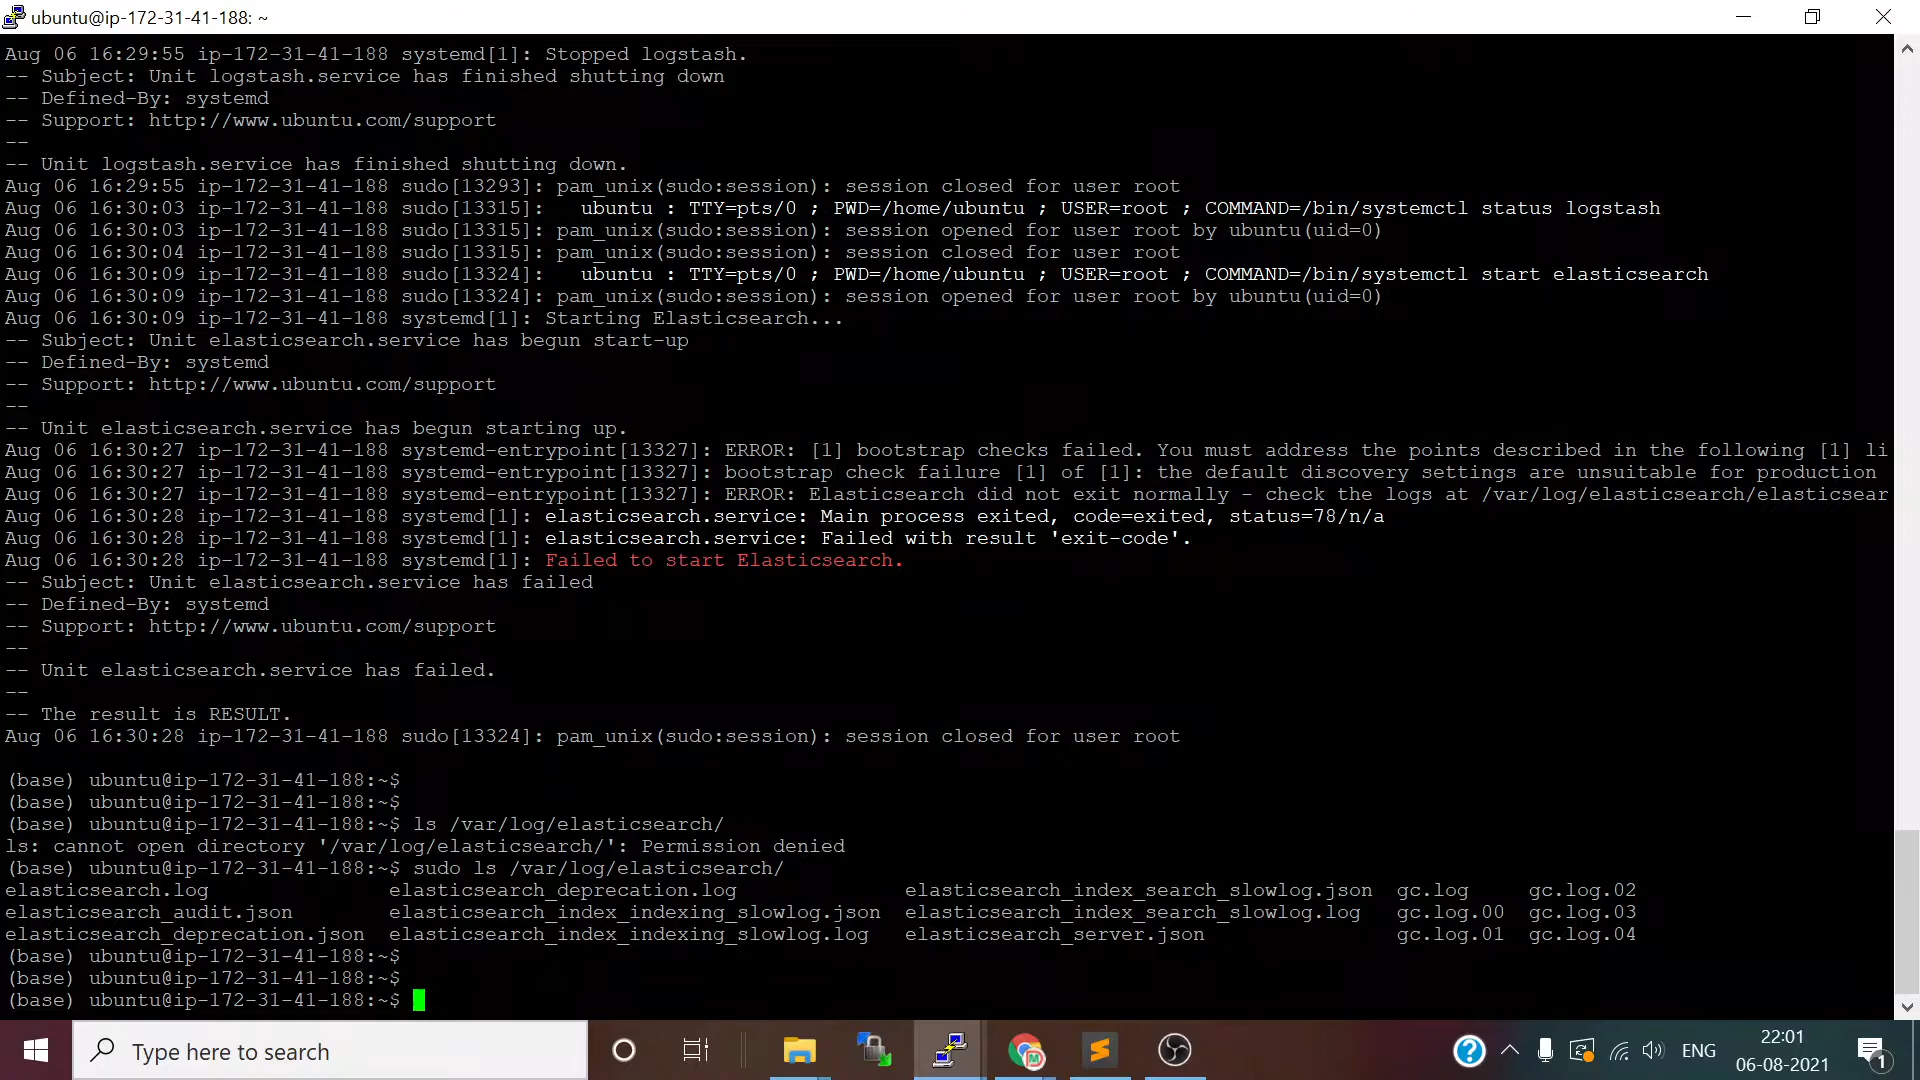 ubuntu@ip-172-31-41-188: ~
Aug 06 16:29:55 ip-172-31-41-188 systemd[1]: Stopped logstash.
-- Subject: Unit logstash.service has finished shutting down
-- Defined-By: systemd
-- Support: http://www.ubuntu.com/support
--
-- Unit logstash.service has finished shutting down.
Aug 06 16:29:55 ip-172-31-41-188 sudo[13293]: pam_unix(sudo:session): session closed for user root
Aug 06 16:30:03 ip-172-31-41-188 sudo[13315]:   ubuntu : TTY=pts/0 ; PWD=/home/ubuntu ; USER=root ; COMMAND=/bin/systemctl status logstash
Aug 06 16:30:03 ip-172-31-41-188 sudo[13315]: pam_unix(sudo:session): session opened for user root by ubuntu(uid=0)
Aug 06 16:30:04 ip-172-31-41-188 sudo[13315]: pam_unix(sudo:session): session closed for user root
Aug 06 16:30:09 ip-172-31-41-188 sudo[13324]:   ubuntu : TTY=pts/0 ; PWD=/home/ubuntu ; USER=root ; COMMAND=/bin/systemctl start elasticsearch
Aug 06 16:30:09 ip-172-31-41-188 sudo[13324]: pam_unix(sudo:session): session opened for user root by ubuntu(uid=0)
Aug 06 16:30:09 ip-172-31-41-188 systemd[1]: Starting Elasticsearch...
-- Subject: Unit elasticsearch.service has begun start-up
-- Defined-By: systemd
-- Support: http://www.ubuntu.com/support
--
-- Unit elasticsearch.service has begun starting up.
Aug 06 16:30:27 ip-172-31-41-188 systemd-entrypoint[13327]: ERROR: [1] bootstrap checks failed. You must address the points described in the following [1] li
Aug 06 16:30:27 ip-172-31-41-188 systemd-entrypoint[13327]: bootstrap check failure [1] of [1]: the default discovery settings are unsuitable for production
Aug 06 16:30:27 ip-172-31-41-188 systemd-entrypoint[13327]: ERROR: Elasticsearch did not exit normally - check the logs at /var/log/elasticsearch/elasticsear
Aug 06 16:30:28 ip-172-31-41-188 systemd[1]: elasticsearch.service: Main process exited, code=exited, status=78/n/a
Aug 06 16:30:28 ip-172-31-41-188 systemd[1]: elasticsearch.service: Failed with result 'exit-code'.
Aug 06 16:30:28 ip-172-31-41-188 systemd[1]: Failed to start Elasticsearch.
-- Subject: Unit elasticsearch.service has failed
-- Defined-By: systemd
-- Support: http://www.ubuntu.com/support
--
-- Unit elasticsearch.service has failed.
--
-- The result is RESULT.
Aug 06 16:30:28 ip-172-31-41-188 sudo[13324]: pam_unix(sudo:session): session closed for user root
(base) ubuntu@ip-172-31-41-188:~$
(base) ubuntu@ip-172-31-41-188:~$
(base) ubuntu@ip-172-31-41-188:~$ ls /var/log/elasticsearch/
ls: cannot open directory '/var/log/elasticsearch/': Permission denied
(base) ubuntu@ip-172-31-41-188:~$ sudo ls /var/log/elasticsearch/
elasticsearch.log               elasticsearch_deprecation.log              elasticsearch_index_search_slowlog.json  gc.log     gc.log.02
elasticsearch_audit.json        elasticsearch_index_indexing_slowlog.json  elasticsearch_index_search_slowlog.log   gc.log.00  gc.log.03
elasticsearch_deprecation.json  elasticsearch_index_indexing_slowlog.log   elasticsearch_server.json                gc.log.01  gc.log.04
(base) ubuntu@ip-172-31-41-188:~$
(base) ubuntu@ip-172-31-41-188:~$
(base) ubuntu@ip-172-31-41-188:~$
Type here to search
ENG
22:01
06-08-2021
1